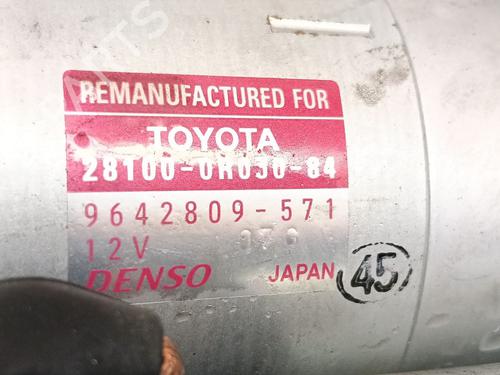 REMANUFACTURED FOR
TOYOTA
28100-0H030-84
9642809-571
12V
DENSO JAPAN 45